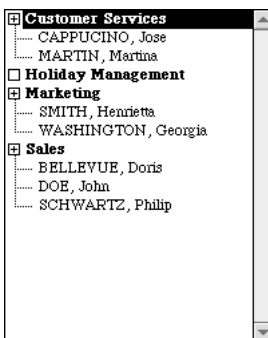 Customer Services
CAPPUCINO, Jose
MARTIN, Martina
Holiday Management
Marketing
SMITH, Henrietta
WASHINGTON, Georgia
Sales
BELLEVUE, Doris
DOE, John
SCHWARTZ, Philip